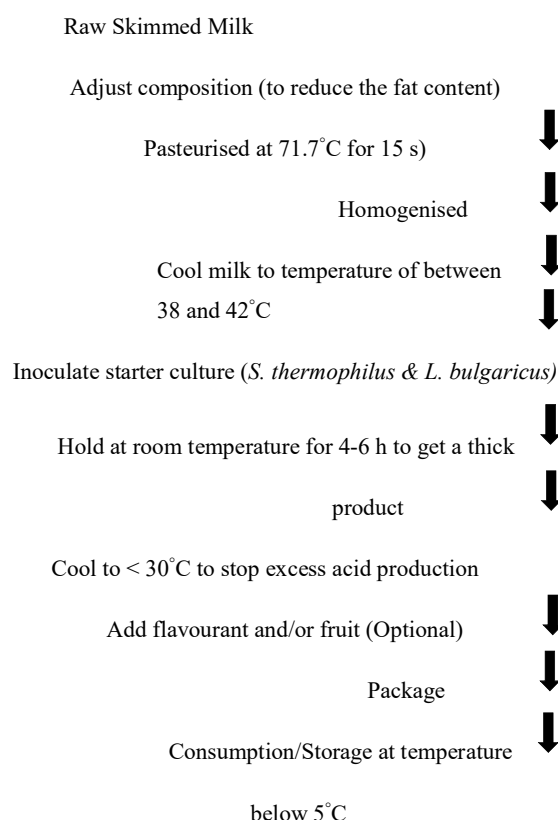 Raw Skimmed Milk
Adjust composition (to reduce the fat content)
Pasteurised at 71.7°C for 15 s)
Homogenised
Cool milk to temperature of between
38 and 42°C
Inoculate starter culture (S. thermophilus & L. bulgaricus)
Hold at room temperature for 4-6 h to get a thick
product
Cool to < 30°C to stop excess acid production
Add flavourant and/or fruit (Optional)
Package
Consumption/Storage at temperature
below 5°C